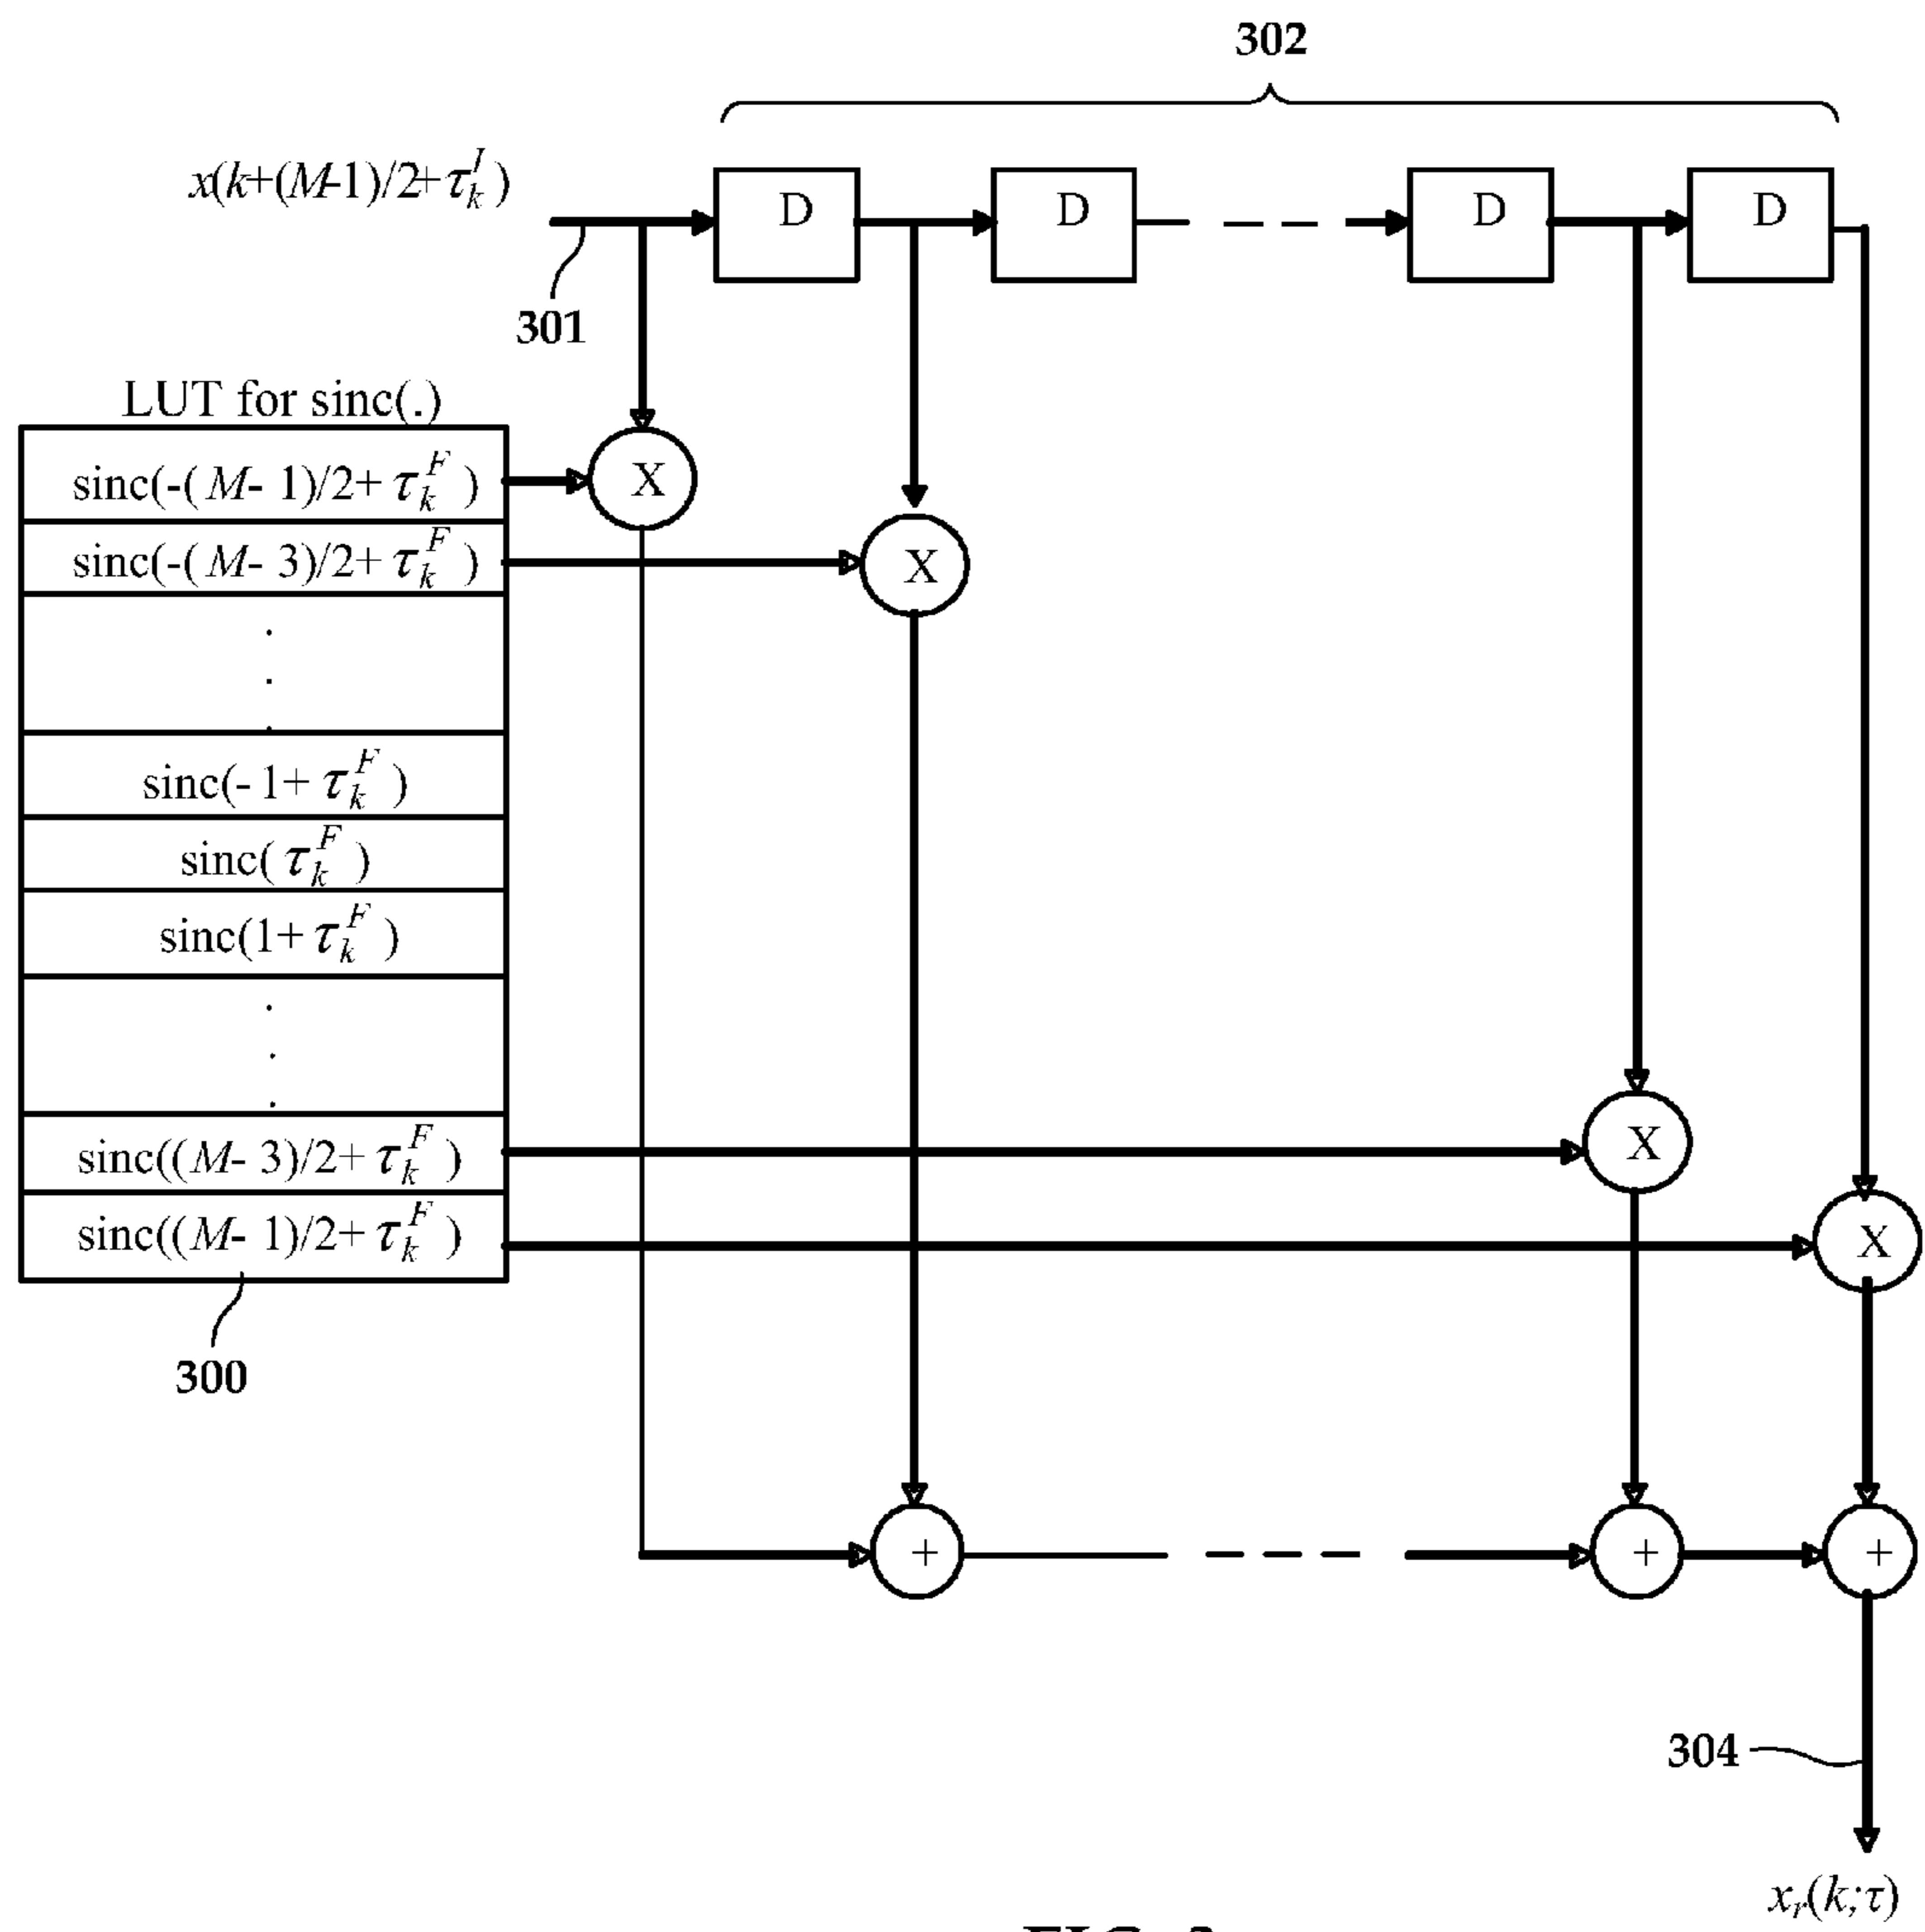 302
x(k+(M-1)/2+τ_k^I)
D D D D
301
LUT for sinc(.)
sinc(-(M-1)/2+τ_k^F)
X
sinc(-(M-3)/2+τ_k^F)
X
.
.
.
sinc(-1+τ_k^F)
sinc(τ_k^F)
sinc(1+τ_k^F)
.
.
.
sinc((M-3)/2+τ_k^F)
X
sinc((M-1)/2+τ_k^F)
X
300
+ + +
304
x_r(k;τ)